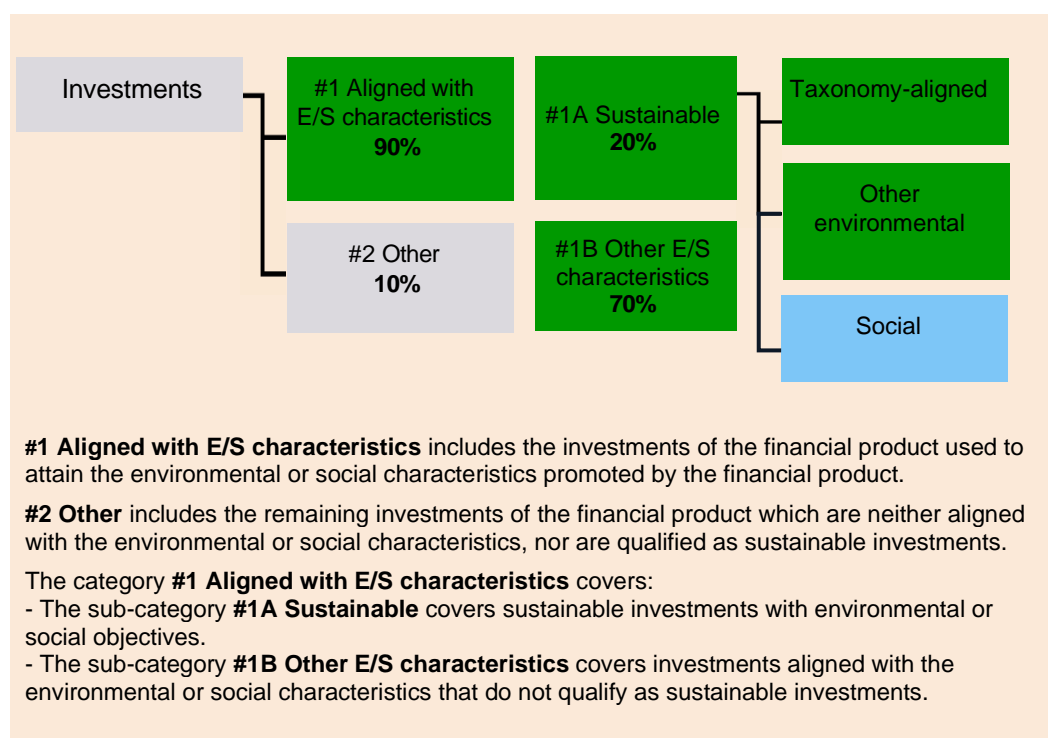 Investments
#1 Aligned with
E/S characteristics
90%
#2 Other
10%
#1A Sustainable
20%
#1B Other E/S
characteristics
70%
Taxonomy-aligned
Other
environmental
Social
#1 Aligned with E/S characteristics includes the investments of the financial product used to
attain the environmental or social characteristics promoted by the financial product.
#2 Other includes the remaining investments of the financial product which are neither aligned
with the environmental or social characteristics, nor are qualified as sustainable investments.
The category #1 Aligned with E/S characteristics covers:
- The sub-category #1A Sustainable covers sustainable investments with environmental or
social objectives.
- The sub-category #1B Other E/S characteristics covers investments aligned with the
environmental or social characteristics that do not qualify as sustainable investments.